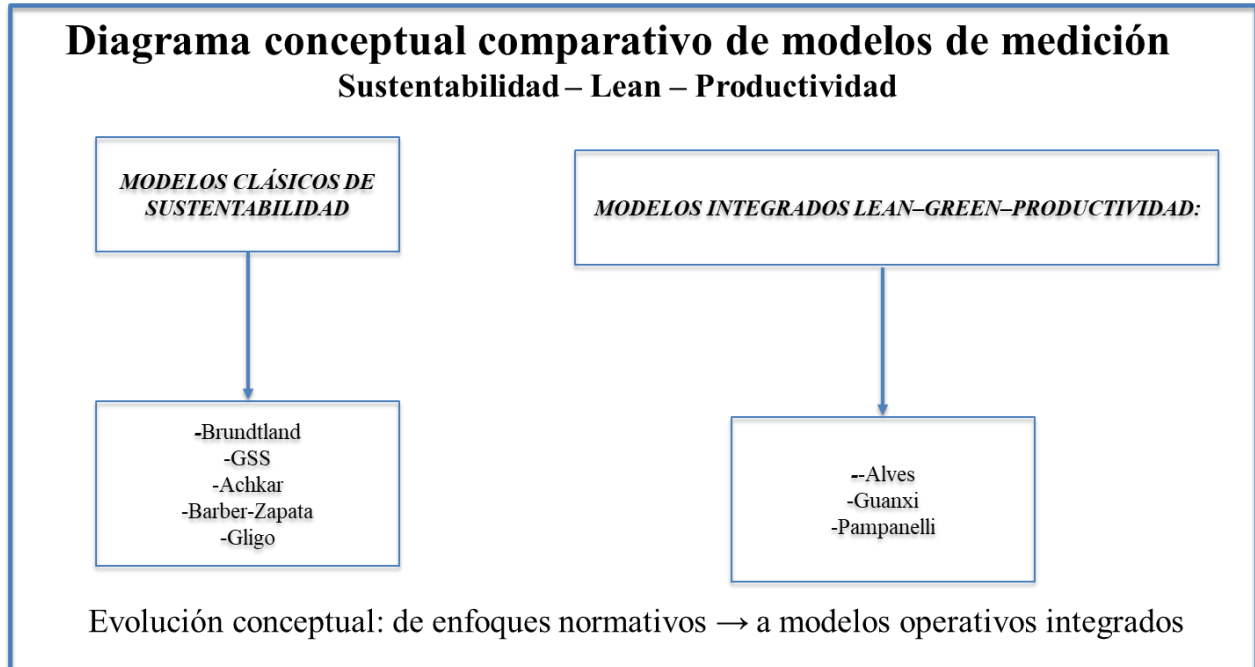 Diagrama conceptual comparativo de modelos de medición
Sustentabilidad – Lean – Productividad
MODELOS CLÁSICOS DE
SUSTENTABILIDAD
MODELOS INTEGRADOS LEAN–GREEN–PRODUCTIVIDAD:
-Brundtland
-GSS
-Achkar
-Barber-Zapata
-Gligo
--Alves
-Guanxi
-Pampanelli
Evolución conceptual: de enfoques normativos → a modelos operativos integrados